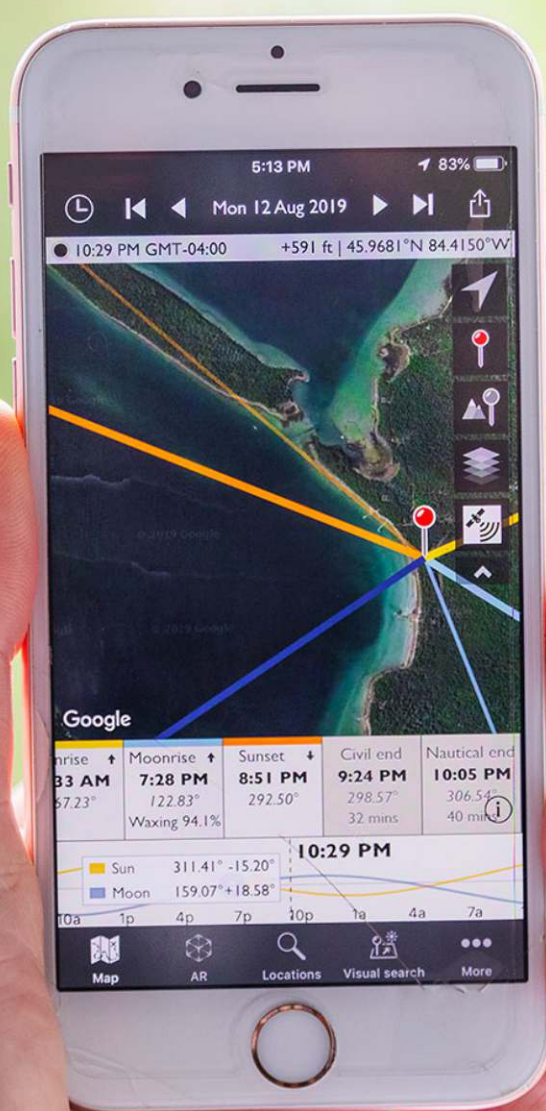 5:13 PM
83%
Mon 12 Aug 2019
10:29 PM GMT-04:00 +591 ft | 45.9681°N 84.4150°W
© 2019 Google
© 2019 Google
Google
nrise Moonrise Sunset Civil end Nautical end
33 AM 7:28 PM 8:51 PM 9:24 PM 10:05 PM
67.23° 122.83° 292.50° 298.57° 306.54°
Waxing 94.1% 32 mins 40 mins
i
10:29 PM
Sun 311.41° -15.20°
Moon 159.07° +18.58°
10a 1p 4p 7p 10p 1a 4a 7a
Map AR Locations Visual search More